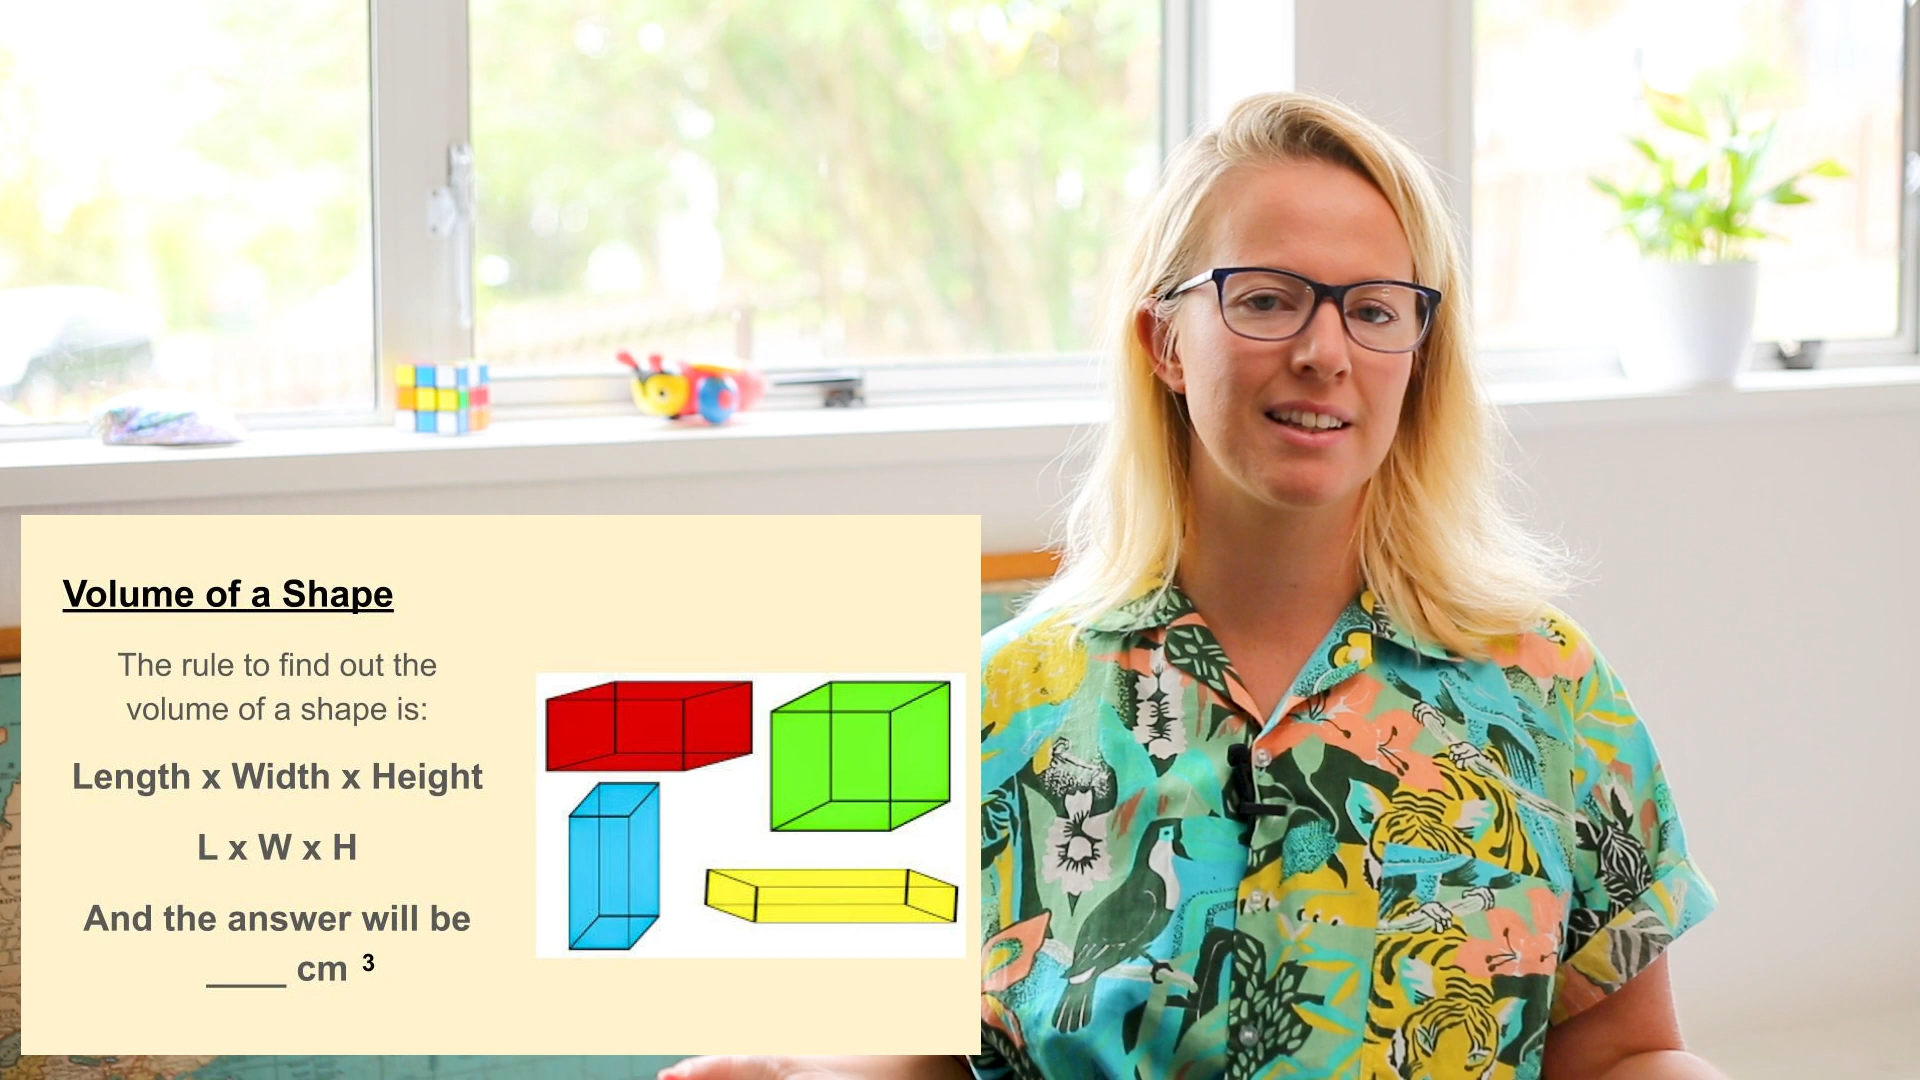 Volume of a Shape
The rule to find out the
volume of a shape is:
Length x Width x Height
L x W x H
And the answer will be
____ cm ³